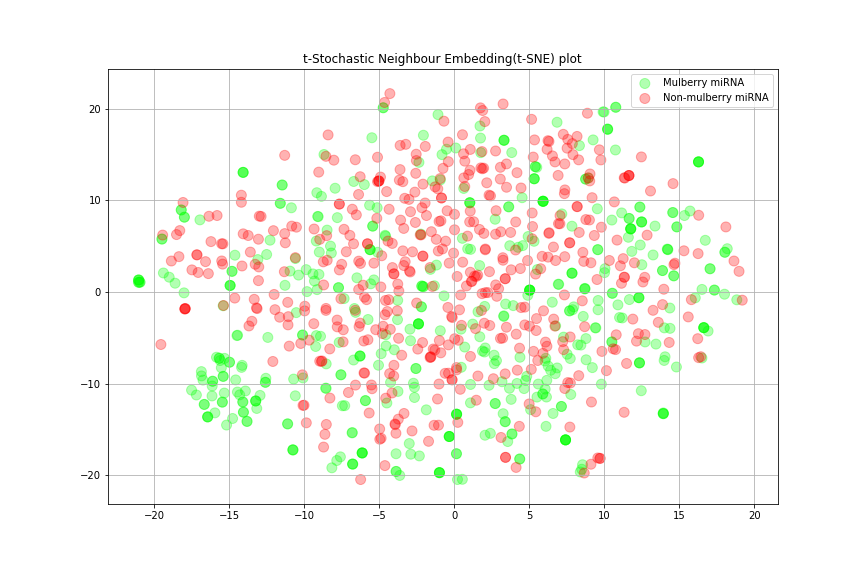 t-Stochastic Neighbour Embedding(t-SNE) plot
Mulberry miRNA
Non-mulberry miRNA
20
10
0
−10
−20
−20 −15 −10 −5 0 5 10 15 20